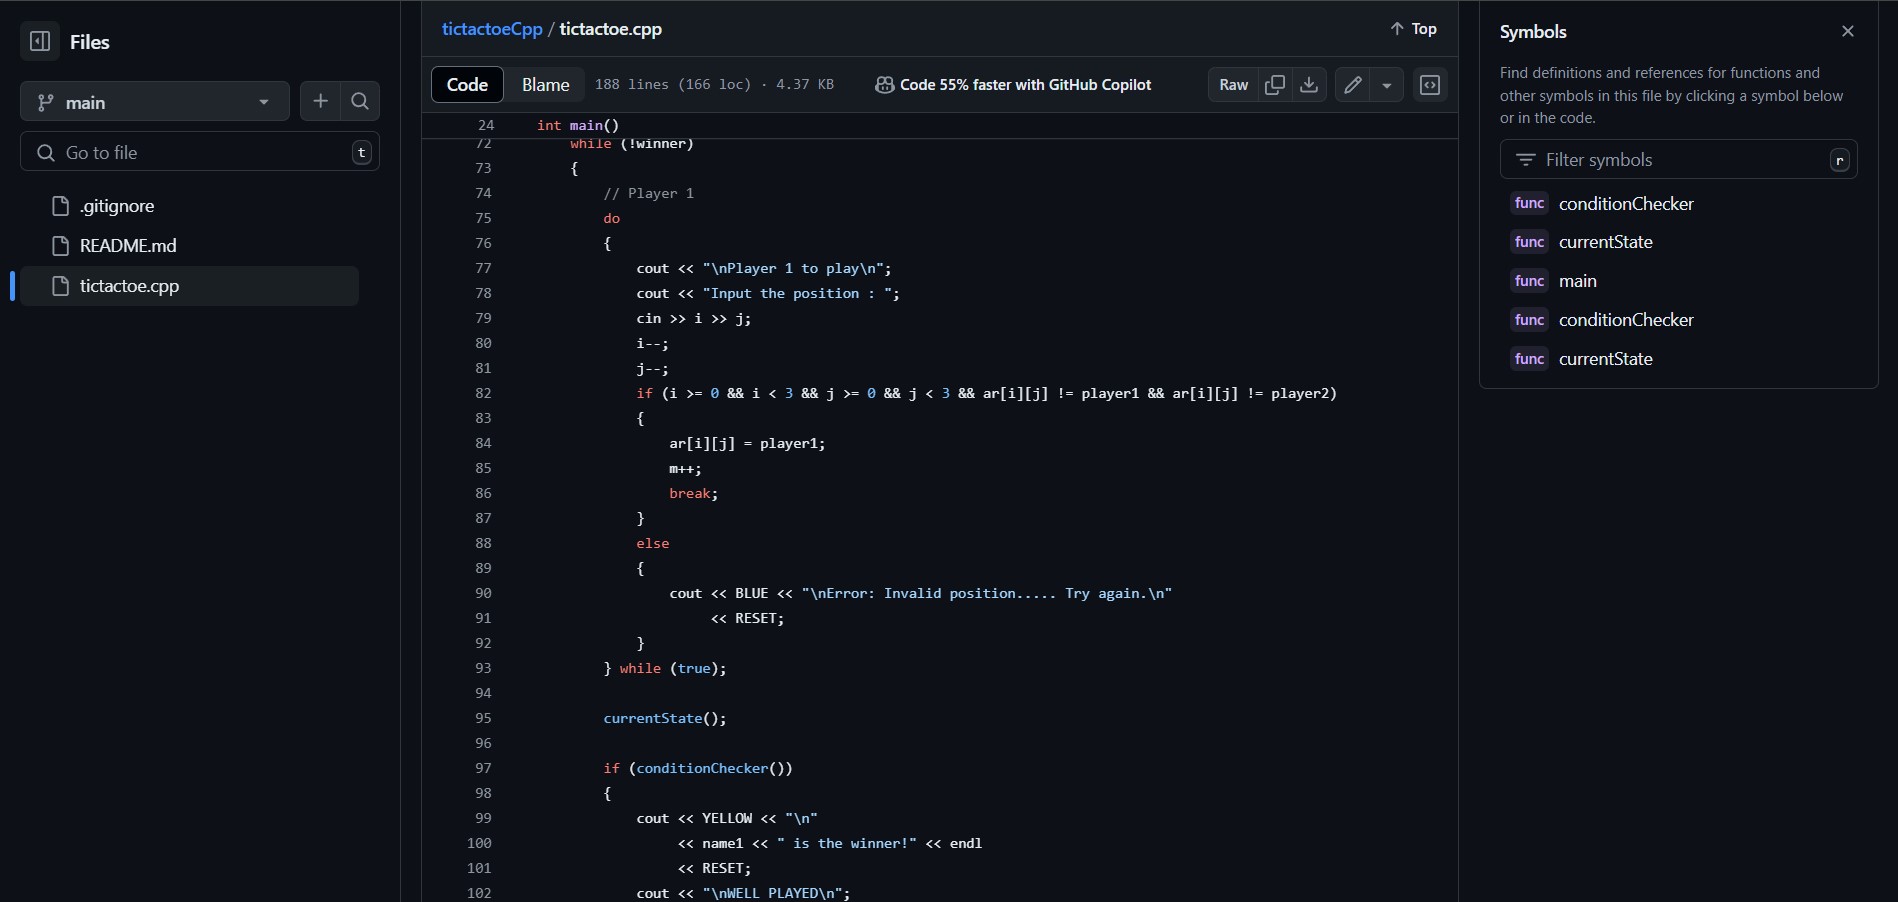 Files
main
Go to file
t
.gitignore
README.md
tictactoe.cpp
tictactoeCpp / tictactoe.cpp
Top
Code
Blame
188 lines (166 loc) · 4.37 KB
Code 55% faster with GitHub Copilot
Raw
24 int main()
72 while (!winner)
73 {
74 // Player 1
75 do
76 {
77 cout << "\nPlayer 1 to play\n";
78 cout << "Input the position : ";
79 cin >> i >> j;
80 i--;
81 j--;
82 if (i >= 0 && i < 3 && j >= 0 && j < 3 && ar[i][j] != player1 && ar[i][j] != player2)
83 {
84 ar[i][j] = player1;
85 m++;
86 break;
87 }
88 else
89 {
90 cout << BLUE << "\nError: Invalid position..... Try again.\n"
91 << RESET;
92 }
93 } while (true);
94
95 currentState();
96
97 if (conditionChecker())
98 {
99 cout << YELLOW << "\n"
100 << name1 << " is the winner!" << endl
101 << RESET;
102 cout << "\nWELL PLAYED\n";
Symbols
Find definitions and references for functions and
other symbols in this file by clicking a symbol below
or in the code.
Filter symbols
r
func conditionChecker
func currentState
func main
func conditionChecker
func currentState